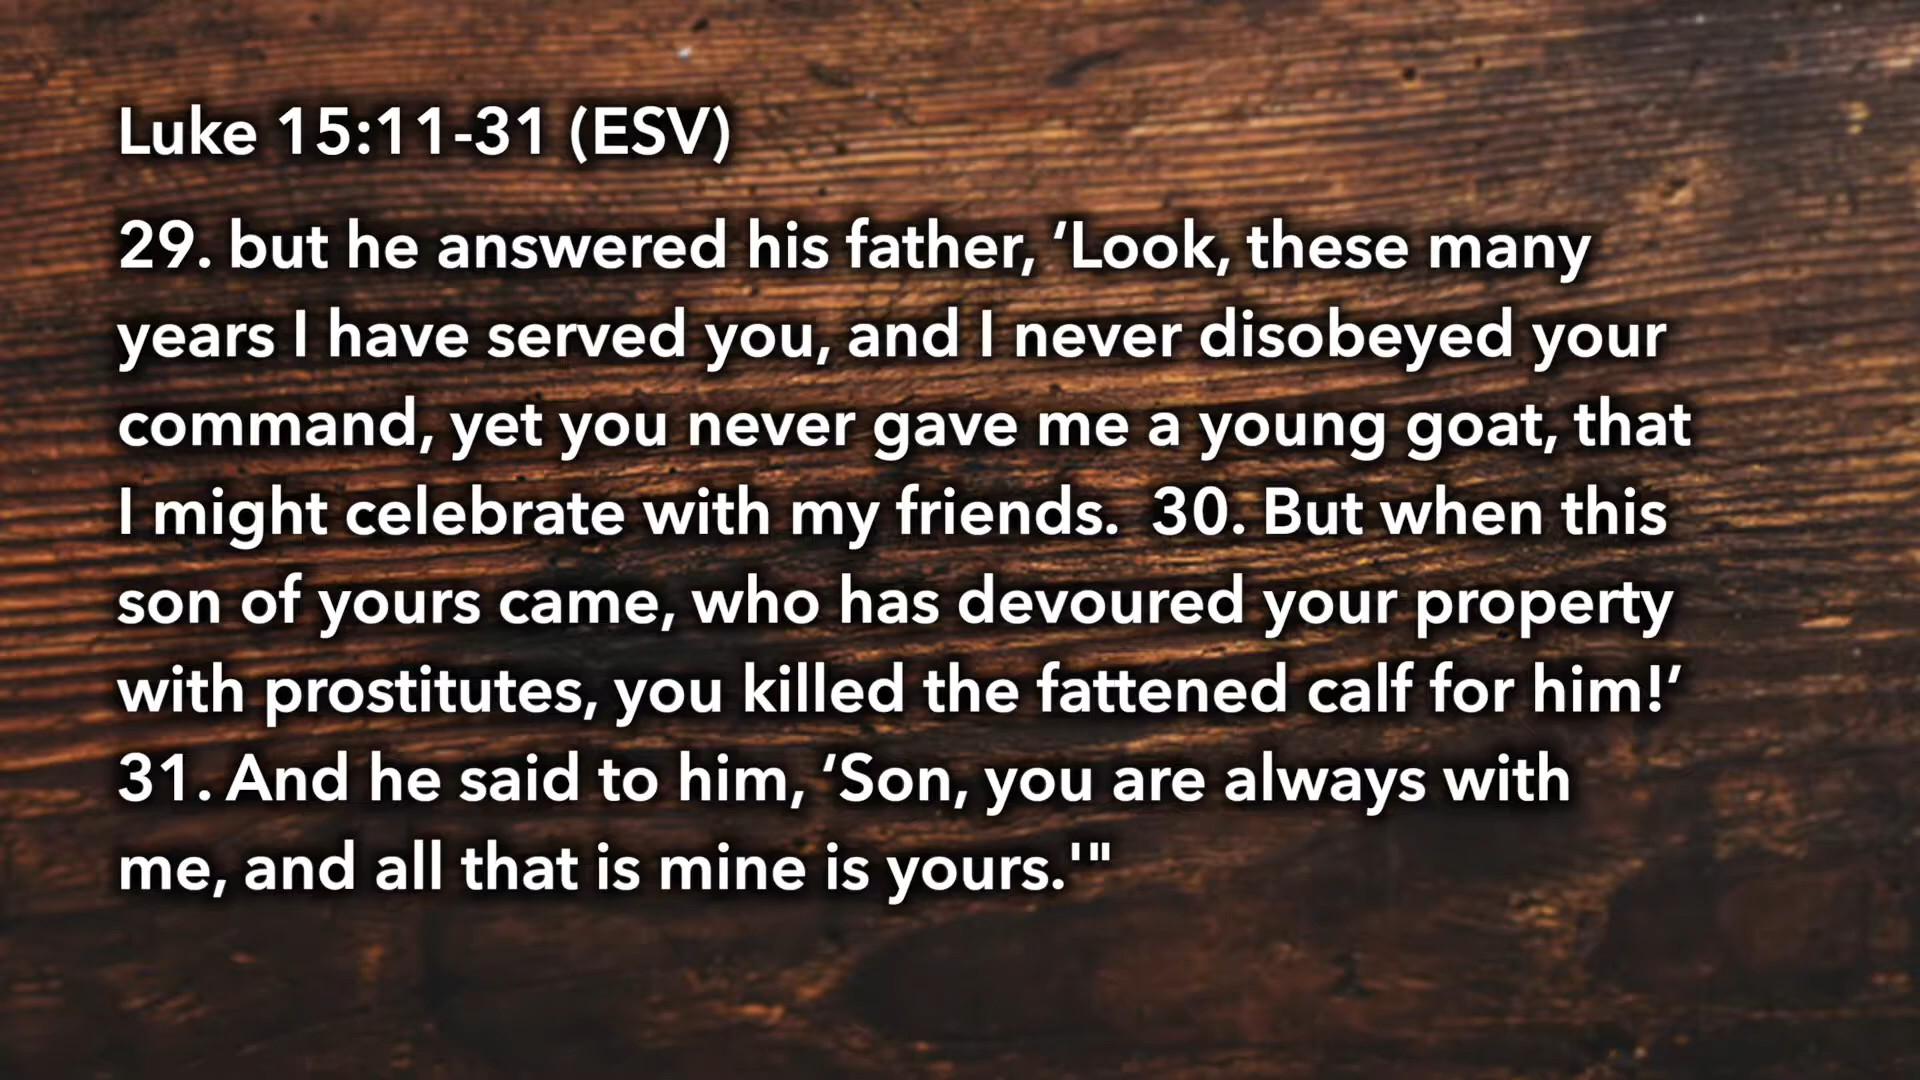 Luke 15:11-31 (ESV)
29. but he answered his father, ‘Look, these many
years I have served you, and I never disobeyed your
command, yet you never gave me a young goat, that
I might celebrate with my friends.  30. But when this
son of yours came, who has devoured your property
with prostitutes, you killed the fattened calf for him!’
31. And he said to him, ‘Son, you are always with
me, and all that is mine is yours.'"